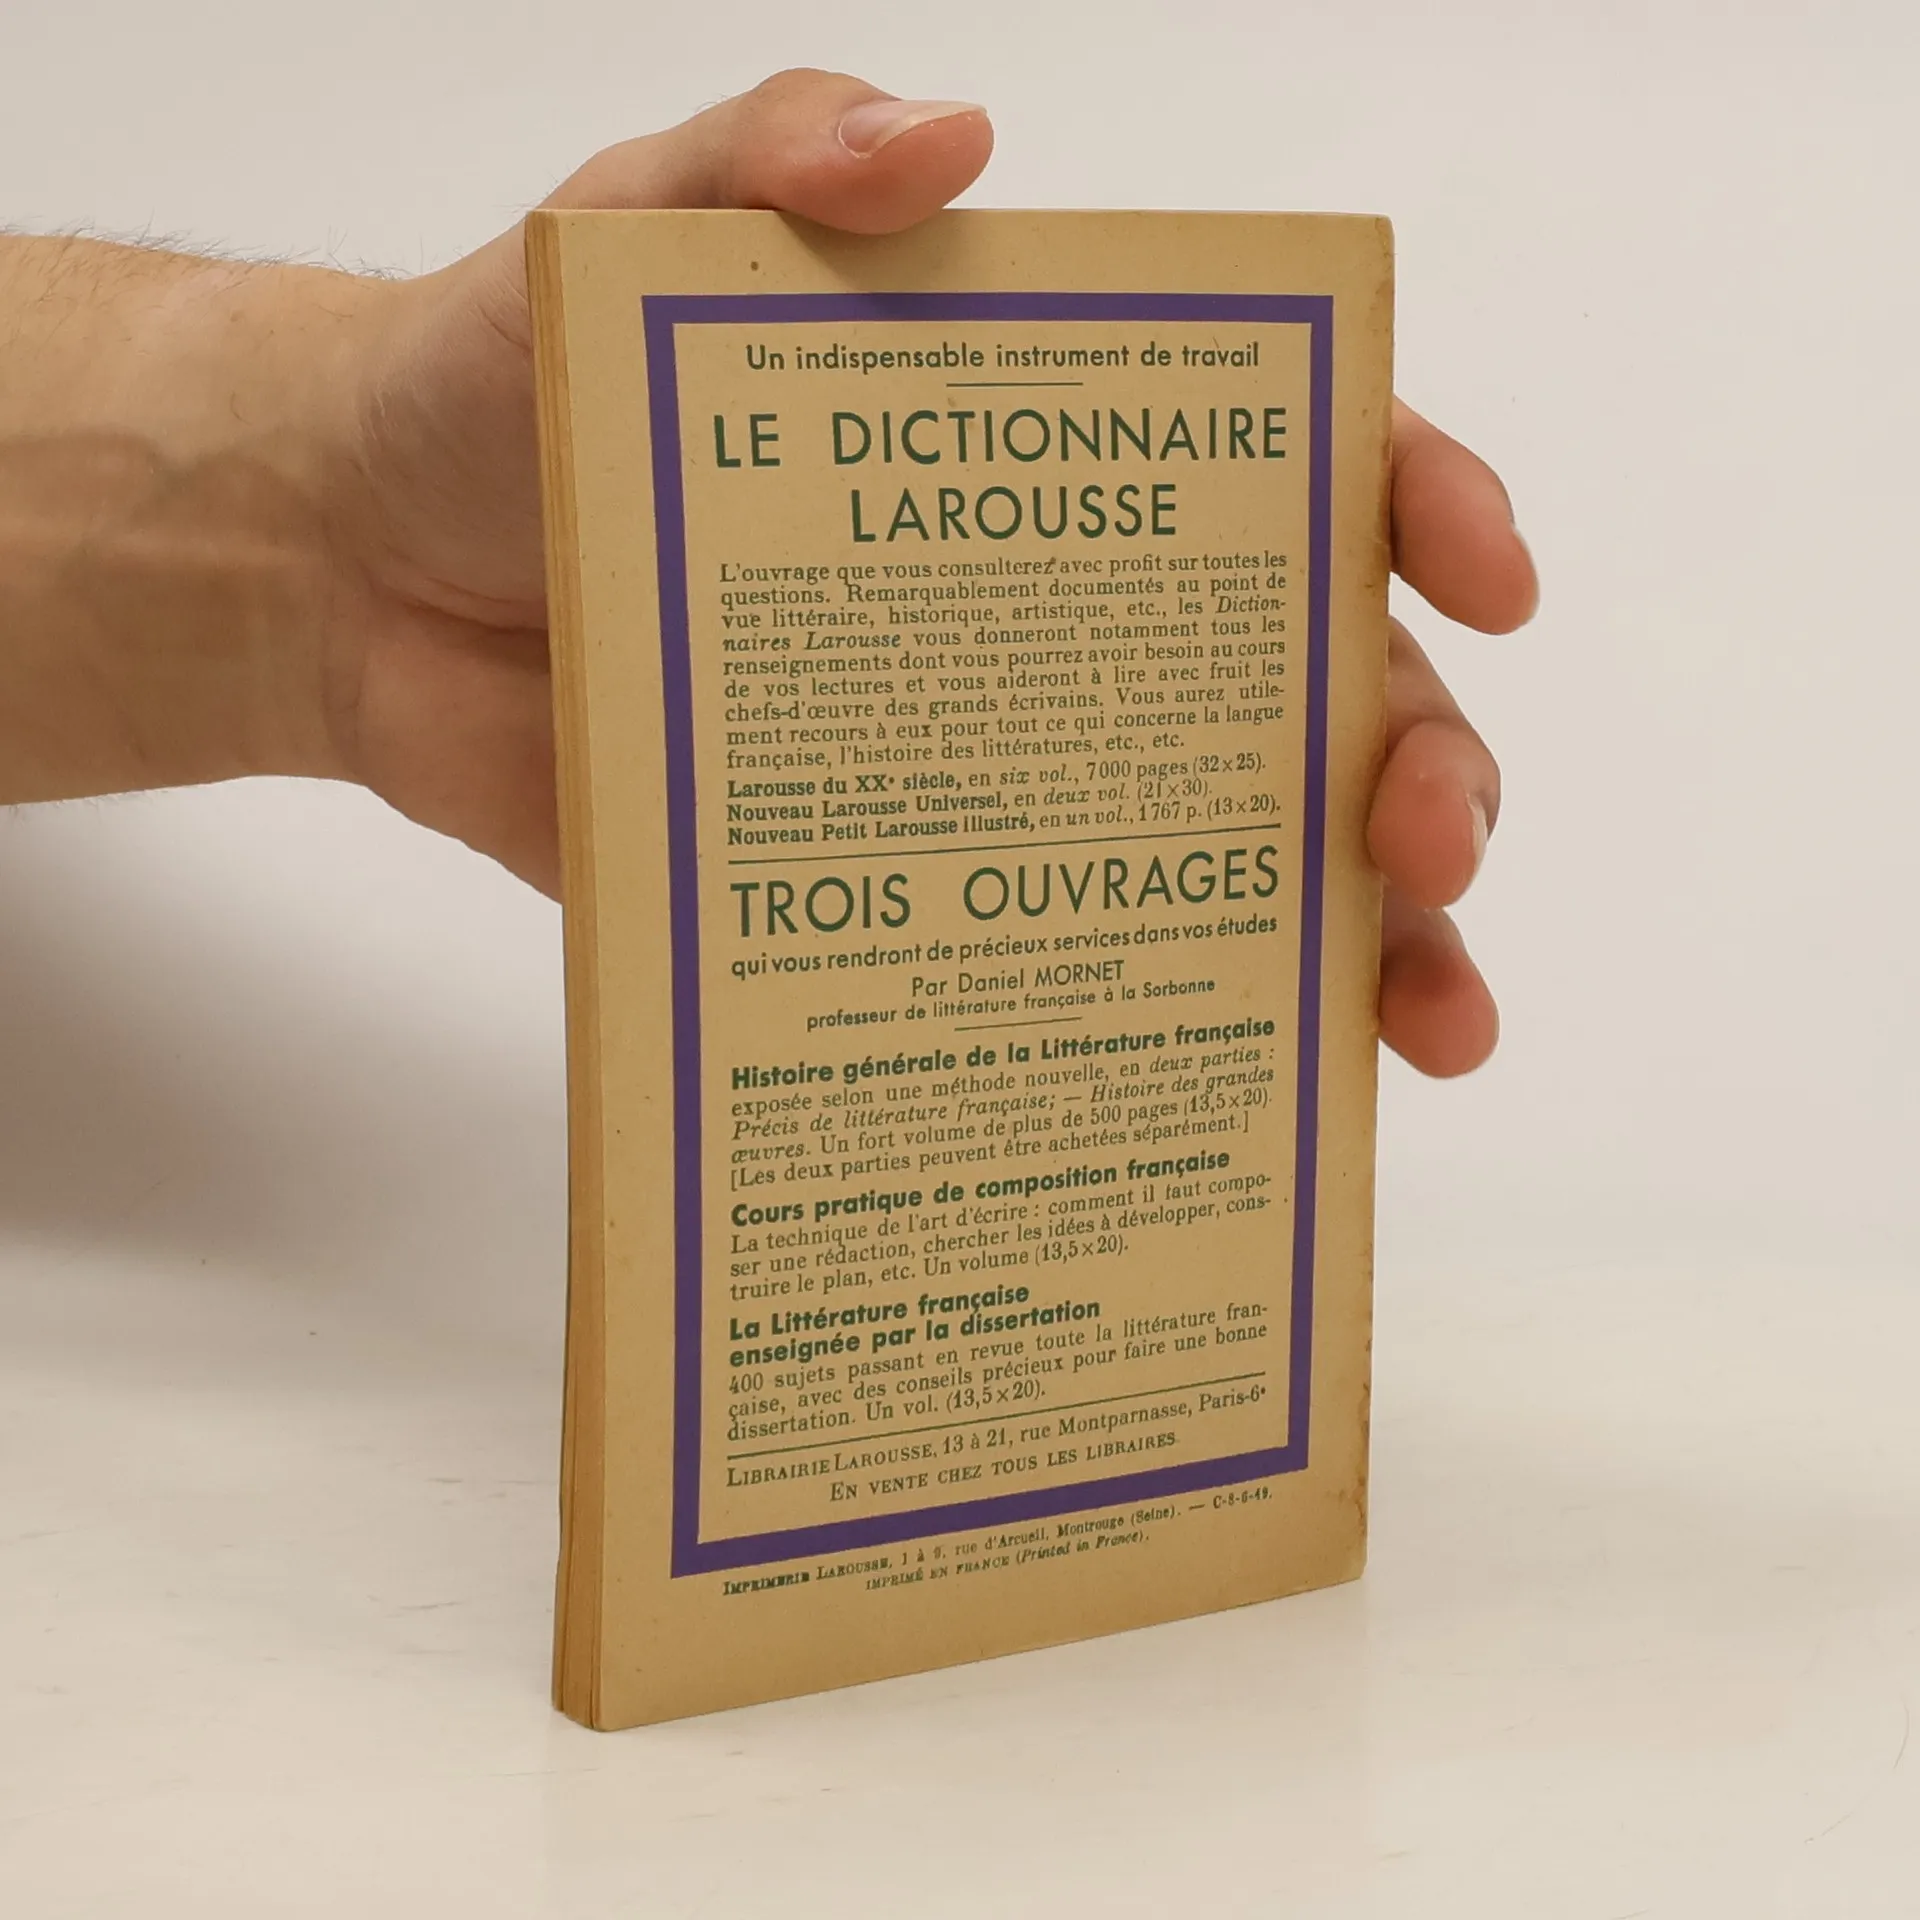 Un indispensable instrument de travail
LE DICTIONNAIRE
LAROUSSE
L'ouvrage que vous consulterez avec profit sur toutes les
questions. Remarquablement documentés au point de
vue littéraire, historique, artistique, etc., les Diction-
naires Larousse vous donneront notamment tous les
renseignements dont vous pourrez avoir besoin au cours
de vos lectures et vous aideront à lire avec fruit les
chefs-d'œuvre des grands écrivains. Vous aurez utile-
ment recours à eux pour tout ce qui concerne la langue
française, l'histoire des littératures, etc., etc.
Larousse du XXe siècle, en six vol., 7000 pages (32×25).
Nouveau Larousse Universel, en deux vol. (21×30).
Nouveau Petit Larousse illustré, en un vol., 1767 p. (13×20).
TROIS OUVRAGES
qui vous rendront de précieux services dans vos études
Par Daniel MORNET
professeur de littérature française à la Sorbonne
Histoire générale de la Littérature française
exposée selon une méthode nouvelle, en deux parties :
Précis de littérature française; — Histoire des grandes
œuvres. Un fort volume de plus de 500 pages (13,5×20).
[Les deux parties peuvent être achetées séparément.]
Cours pratique de composition française
La technique de l'art d'écrire : comment il faut compo-
ser une rédaction, chercher les idées à développer, cons-
truire le plan, etc. Un volume (13,5×20).
La Littérature française
enseignée par la dissertation
400 sujets passant en revue toute la littérature fran-
çaise, avec des conseils précieux pour faire une bonne
dissertation. Un vol. (13,5×20).
LIBRAIRIE LAROUSSE, 13 à 21, rue Montparnasse, Paris-6e
EN VENTE CHEZ TOUS LES LIBRAIRES
IMPRIMERIE LAROUSSE, 1 à 9, rue d'Arcueil, Montrouge (Seine). — C-8-6-49.
IMPRIMÉ EN FRANCE (Printed in France).